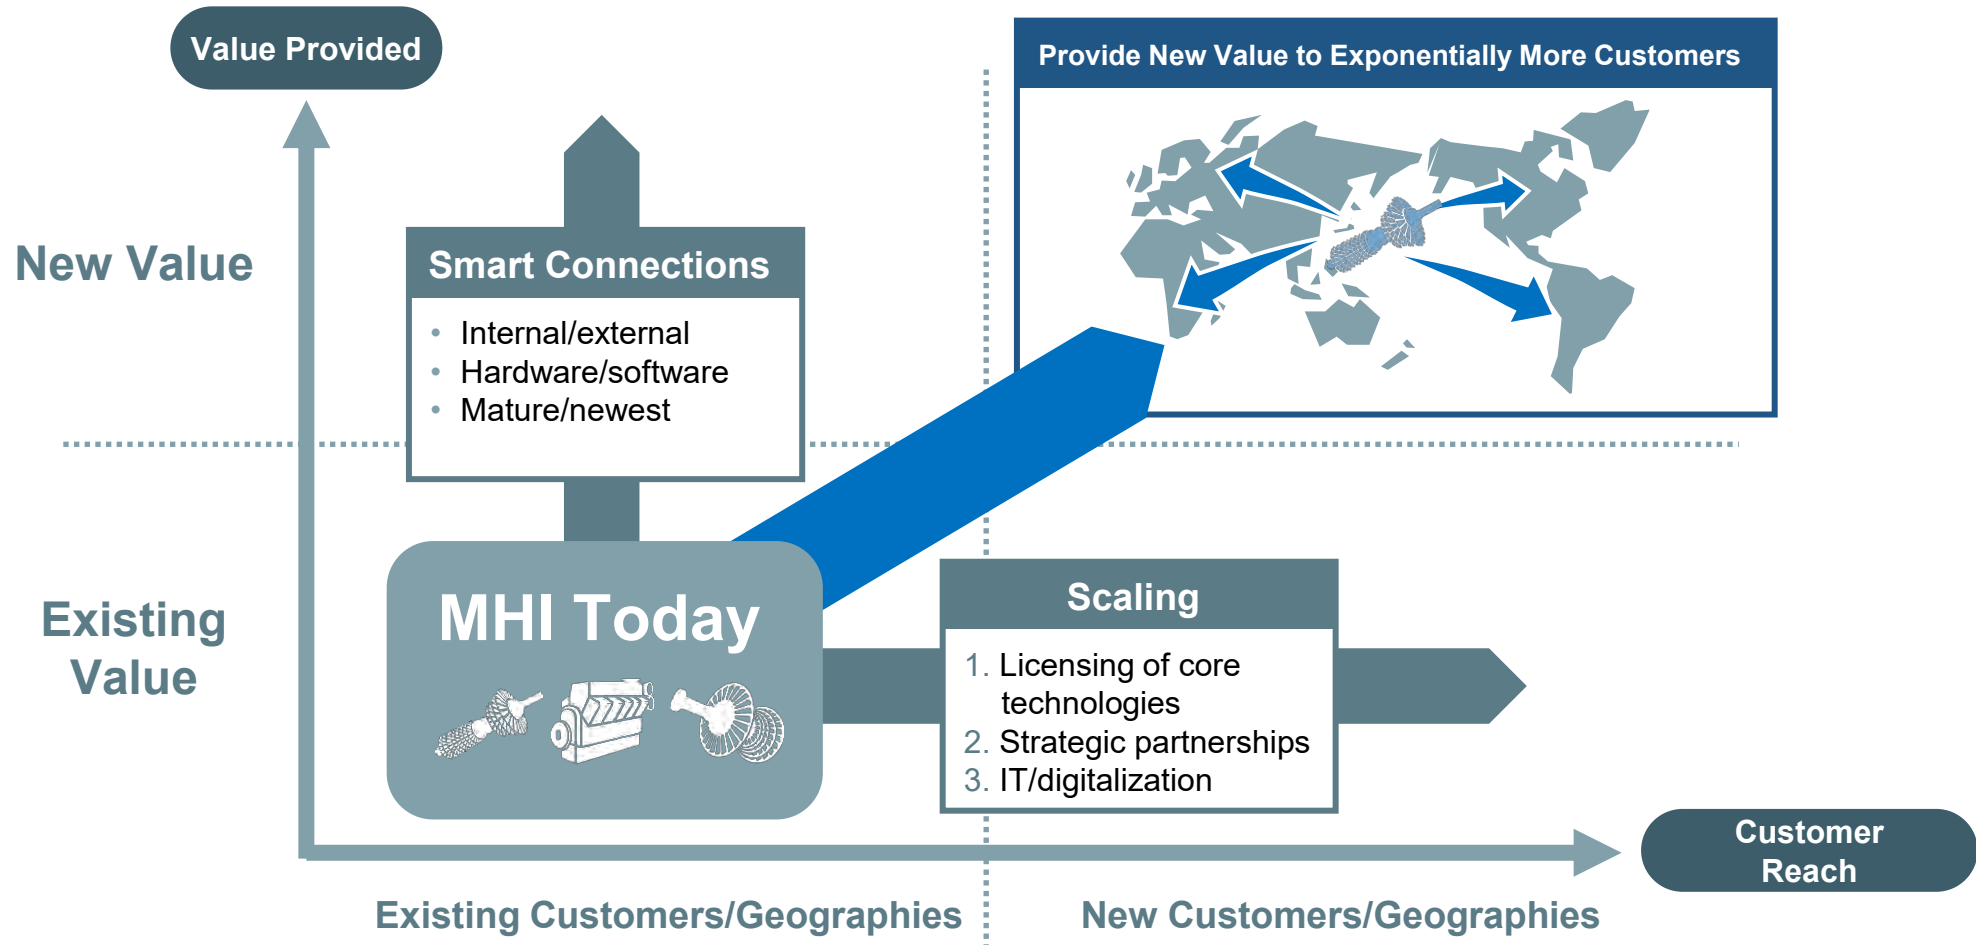 Value Provided
Provide New Value to Exponentially More Customers
New Value
Smart Connections
• Internal/external
• Hardware/software
• Mature/newest
Existing
Value
MHI Today
Scaling
1. Licensing of core
technologies
2. Strategic partnerships
3. IT/digitalization
Customer
Reach
Existing Customers/Geographies
New Customers/Geographies